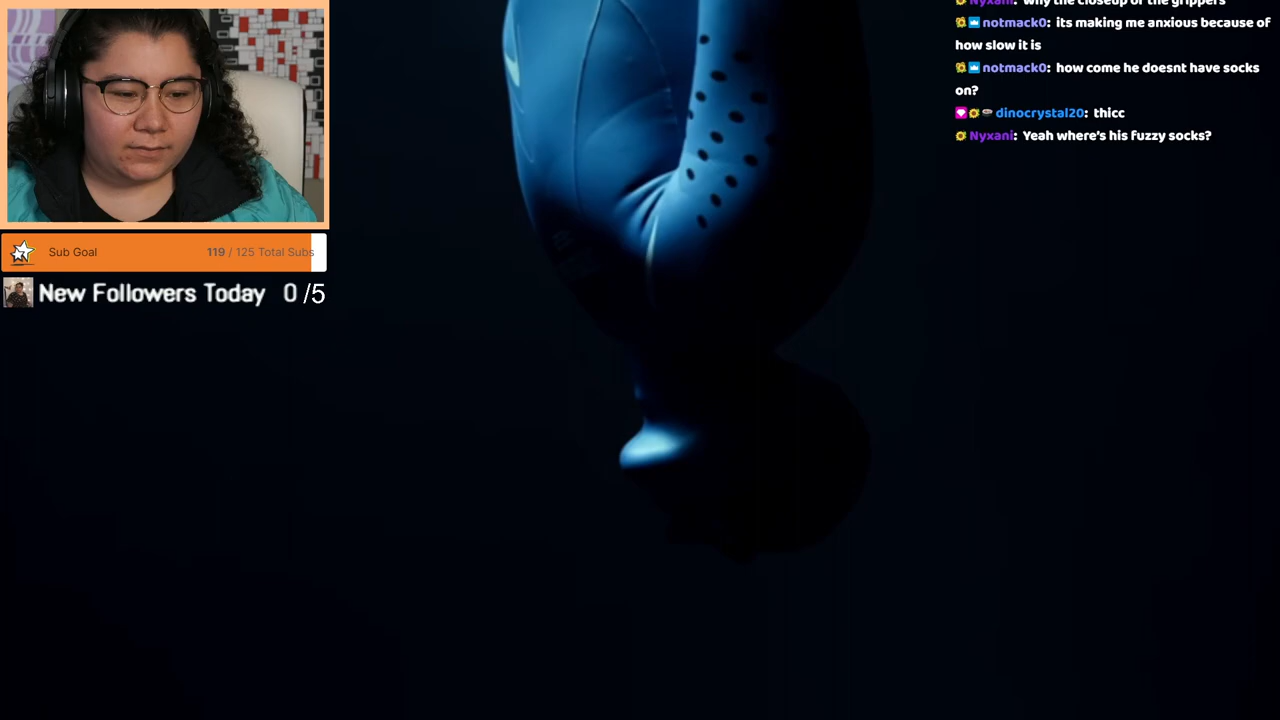 Nyxani: why the closeup of the grippers
notmack0: its making me anxious because of
how slow it is
notmack0: how come he doesnt have socks
on?
dinocrystal20: thicc
Nyxani: Yeah where's his fuzzy socks?
Sub Goal 119 / 125 Total Subs
New Followers Today 0 /5